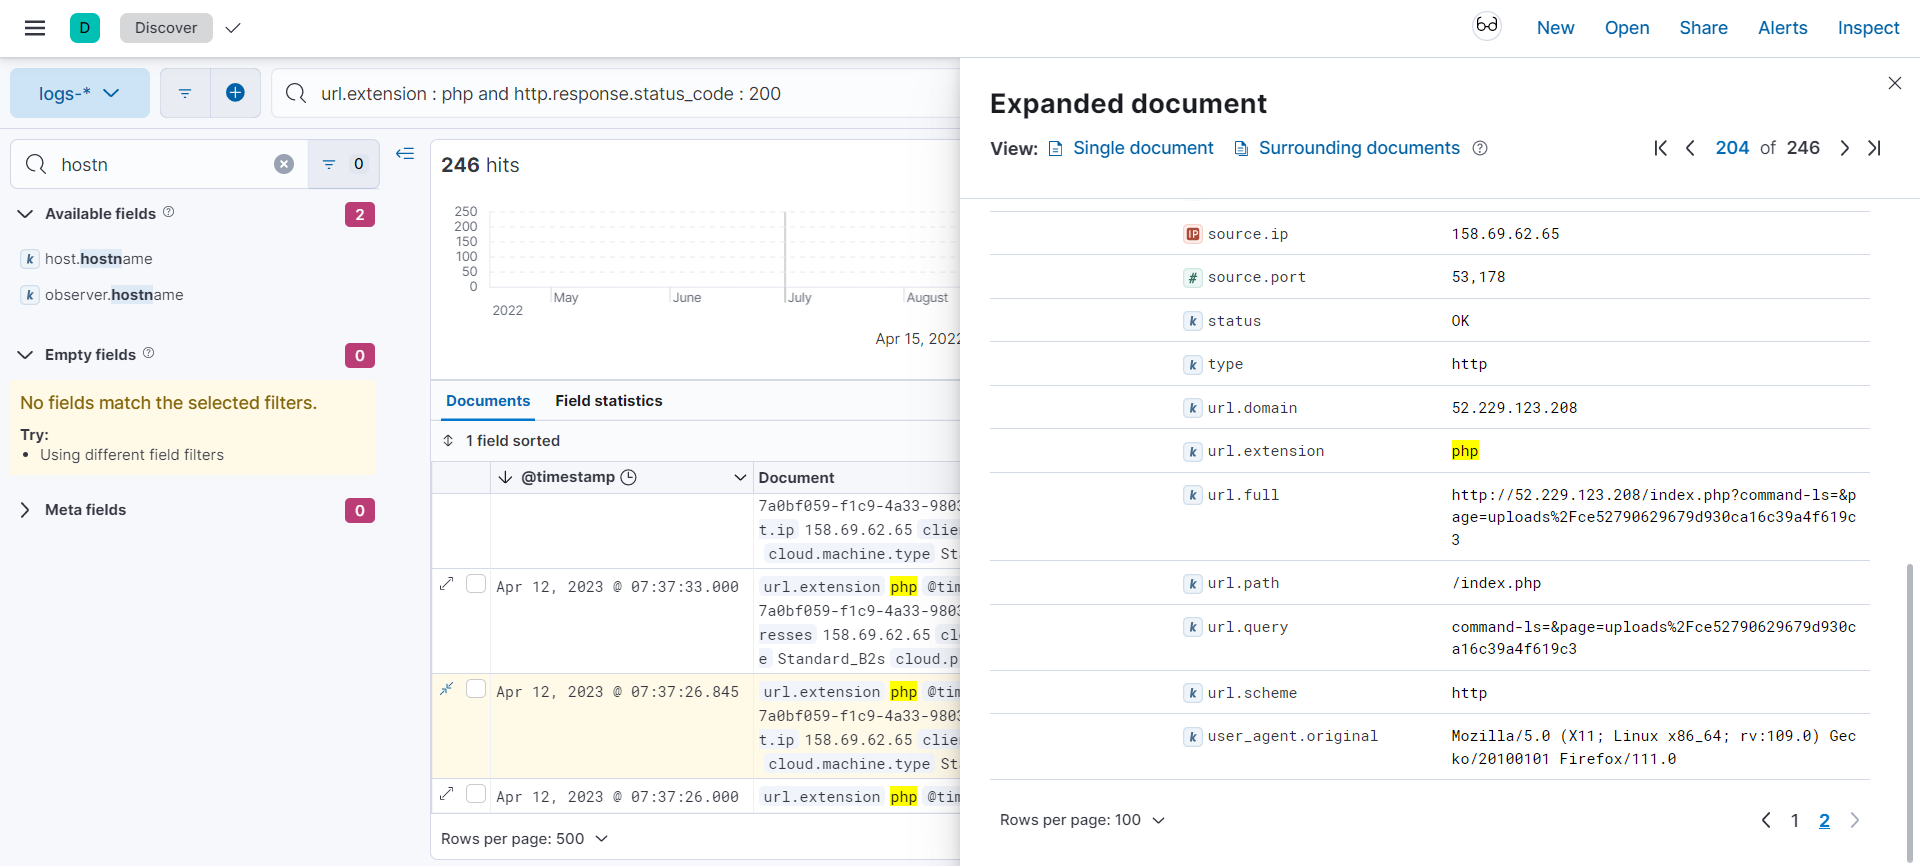 D Discover New Open Share Alerts Inspect
logs-* url.extension : php and http.response.status_code : 200
hostn 0
Available fields 2
host.hostname
observer.hostname
Empty fields 0
No fields match the selected filters.
Try:
• Using different field filters
Meta fields 0
246 hits
250
200
150
100
50
0
May June July August
2022
Apr 15, 2022
Documents Field statistics
1 field sorted
@timestamp Document
7a0bf059-f1c9-4a33-9803
t.ip 158.69.62.65 clie
cloud.machine.type St
Apr 12, 2023 @ 07:37:33.000 url.extension php @tim
7a0bf059-f1c9-4a33-9803
resses 158.69.62.65 cl
e Standard_B2s cloud.p
Apr 12, 2023 @ 07:37:26.845 url.extension php @tim
7a0bf059-f1c9-4a33-9803
t.ip 158.69.62.65 clie
cloud.machine.type St
Apr 12, 2023 @ 07:37:26.000 url.extension php @tim
Rows per page: 500
Expanded document
View: Single document Surrounding documents 204 of 246
IP source.ip 158.69.62.65
# source.port 53,178
k status OK
k type http
k url.domain 52.229.123.208
k url.extension php
k url.full http://52.229.123.208/index.php?command-ls=&p
age=uploads%2Fce52790629679d930ca16c39a4f619c
3
k url.path /index.php
k url.query command-ls=&page=uploads%2Fce52790629679d930c
a16c39a4f619c3
k url.scheme http
k user_agent.original Mozilla/5.0 (X11; Linux x86_64; rv:109.0) Gec
ko/20100101 Firefox/111.0
Rows per page: 100 1 2